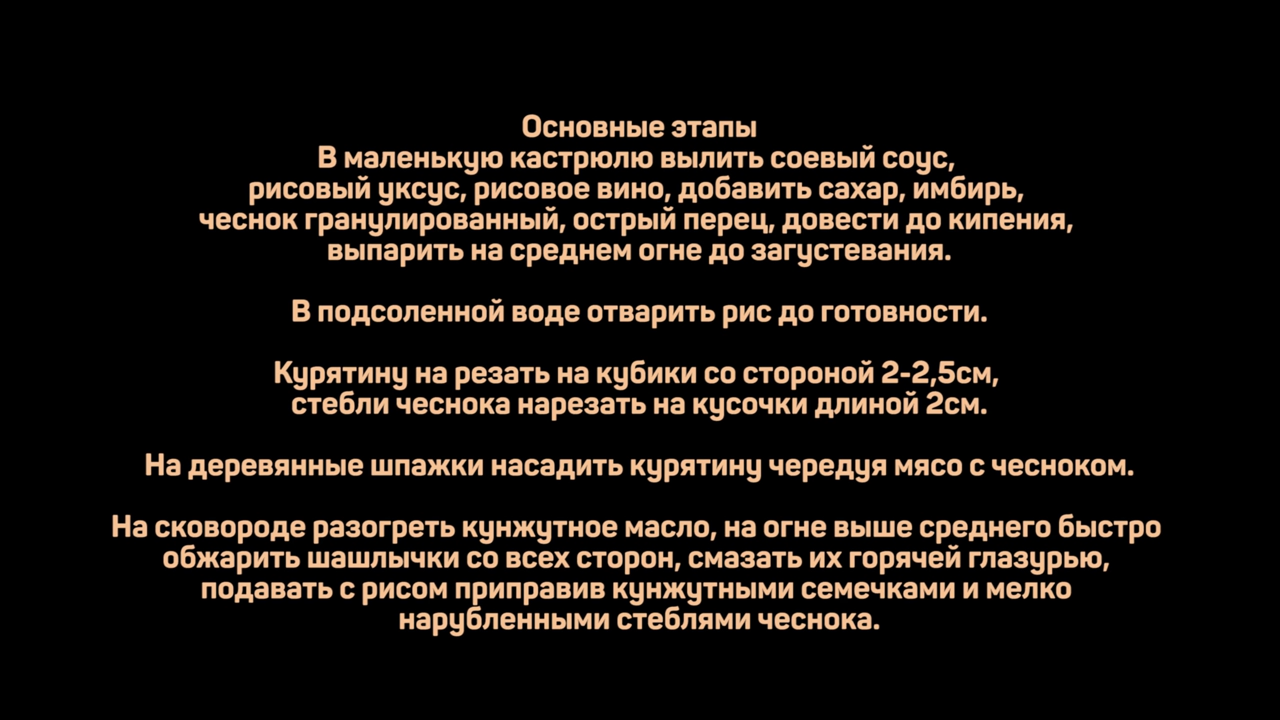 Основные этапы
В маленькую кастрюлю вылить соевый соус,
рисовый уксус, рисовое вино, добавить сахар, имбирь,
чеснок гранулированный, острый перец, довести до кипения,
выпарить на среднем огне до загустевания.
В подсоленной воде отварить рис до готовности.
Курятину на резать на кубики со стороной 2-2,5см,
стебли чеснока нарезать на кусочки длиной 2см.
На деревянные шпажки насадить курятину чередуя мясо с чесноком.
На сковороде разогреть кунжутное масло, на огне выше среднего быстро
обжарить шашлычки со всех сторон, смазать их горячей глазурью,
подавать с рисом приправив кунжутными семечками и мелко
нарубленными стеблями чеснока.